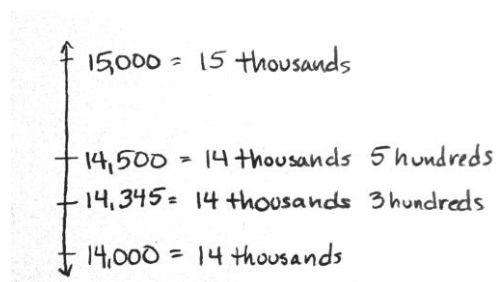 15,000 = 15 thousands
14,500 = 14 thousands 5 hundreds
14,345 = 14 thousands 3 hundreds
14,000 = 14 thousands